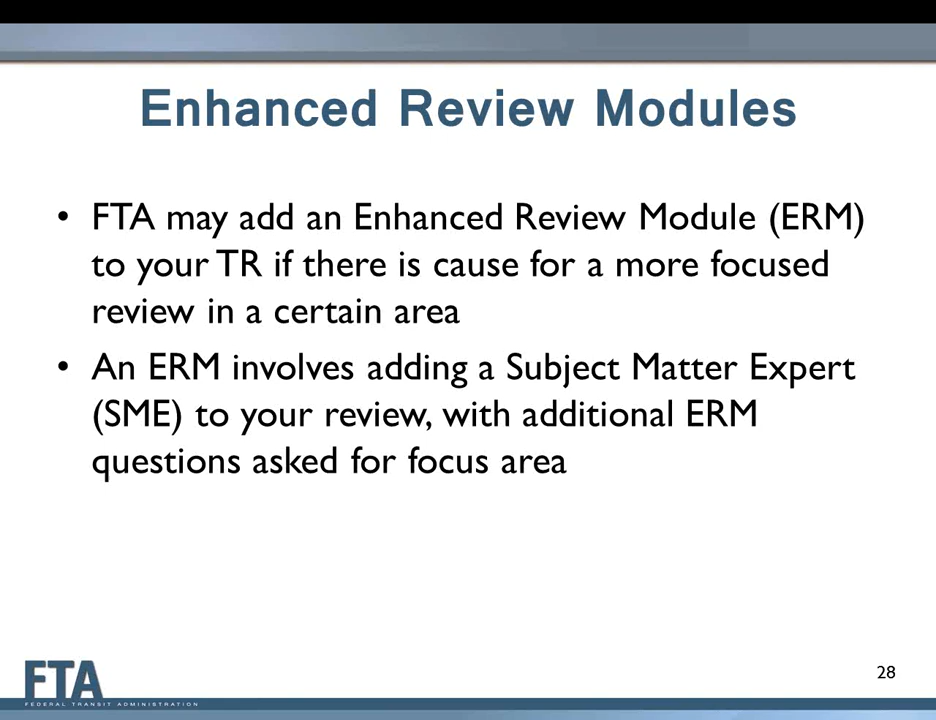 Enhanced Review Modules
• FTA may add an Enhanced Review Module (ERM)
to your TR if there is cause for a more focused
review in a certain area
• An ERM involves adding a Subject Matter Expert
(SME) to your review, with additional ERM
questions asked for focus area
28
FTA
FEDERAL TRANSIT ADMINISTRATION